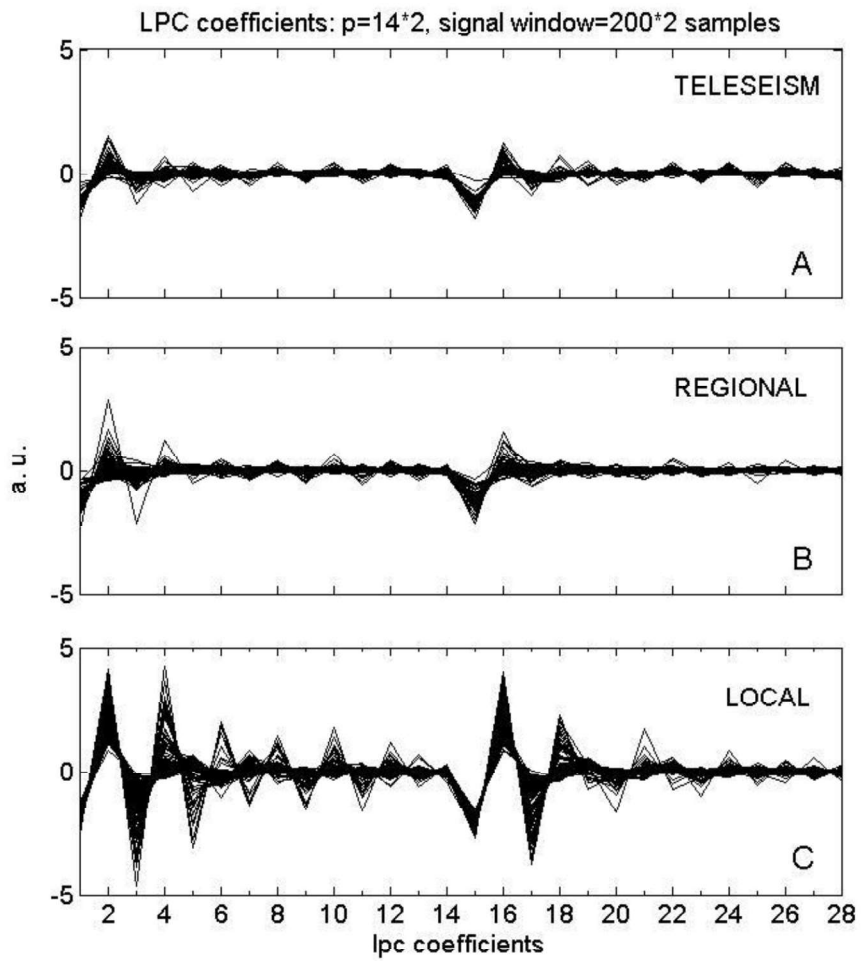 LPC coefficients: p=14*2, signal window=200*2 samples
5
TELESEISM
0
A
-5
5
REGIONAL
0
B
-5
a. u.
5
LOCAL
0
C
-5
2 4 6 8 10 12 14 16 18 20 22 24 26 28
lpc coefficients